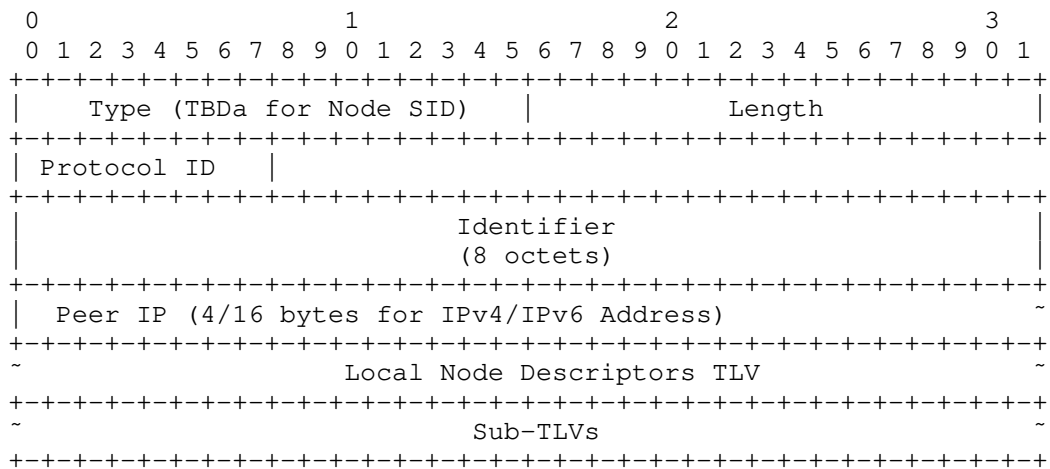 0                   1                   2                   3
 0 1 2 3 4 5 6 7 8 9 0 1 2 3 4 5 6 7 8 9 0 1 2 3 4 5 6 7 8 9 0 1
+-+-+-+-+-+-+-+-+-+-+-+-+-+-+-+-+-+-+-+-+-+-+-+-+-+-+-+-+-+-+-+-+
|    Type (TBDa for Node SID)   |            Length             |
+-+-+-+-+-+-+-+-+-+-+-+-+-+-+-+-+-+-+-+-+-+-+-+-+-+-+-+-+-+-+-+-+
| Protocol ID   |
+-+-+-+-+-+-+-+-+-+-+-+-+-+-+-+-+-+-+-+-+-+-+-+-+-+-+-+-+-+-+-+-+
|                           Identifier                          |
|                           (8 octets)                          |
+-+-+-+-+-+-+-+-+-+-+-+-+-+-+-+-+-+-+-+-+-+-+-+-+-+-+-+-+-+-+-+-+
|  Peer IP (4/16 bytes for IPv4/IPv6 Address)                   ~
+-+-+-+-+-+-+-+-+-+-+-+-+-+-+-+-+-+-+-+-+-+-+-+-+-+-+-+-+-+-+-+-+
~                    Local Node Descriptors TLV                 ~
+-+-+-+-+-+-+-+-+-+-+-+-+-+-+-+-+-+-+-+-+-+-+-+-+-+-+-+-+-+-+-+-+
~                            Sub-TLVs                           ~
+-+-+-+-+-+-+-+-+-+-+-+-+-+-+-+-+-+-+-+-+-+-+-+-+-+-+-+-+-+-+-+-+